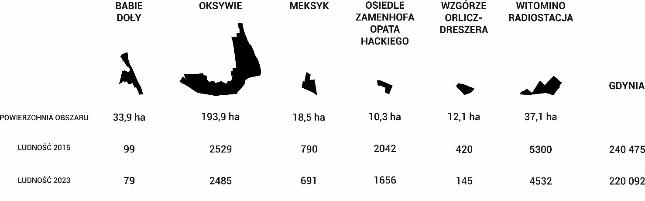 BABIE DOŁY
OKSYWIE
MEKSYK
OSIEDLE ZAMENHOFA OPATA HACKIEGO
WZGÓRZE ORLICZ-DRESZERA
WITOMINO RADIOSTACJA
GDYNIA
POWIERZCHNIA OBSZARU 33,9 ha 193,9 ha 18,5 ha 10,3 ha 12,1 ha 37,1 ha
LUDNOŚĆ 2015 99 2529 790 2042 420 5300 240 475
LUDNOŚĆ 2023 79 2485 691 1656 145 4532 220 092